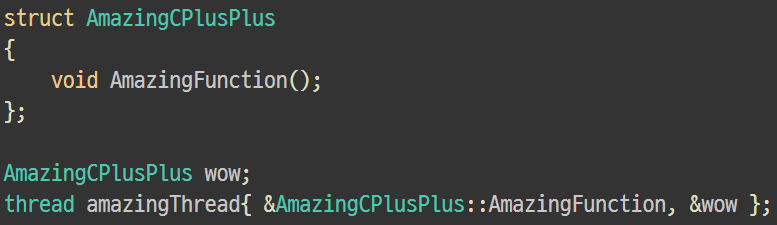 struct AmazingCPlusPlus
{
    void AmazingFunction();
};

AmazingCPlusPlus wow;
thread amazingThread{ &AmazingCPlusPlus::AmazingFunction, &wow };